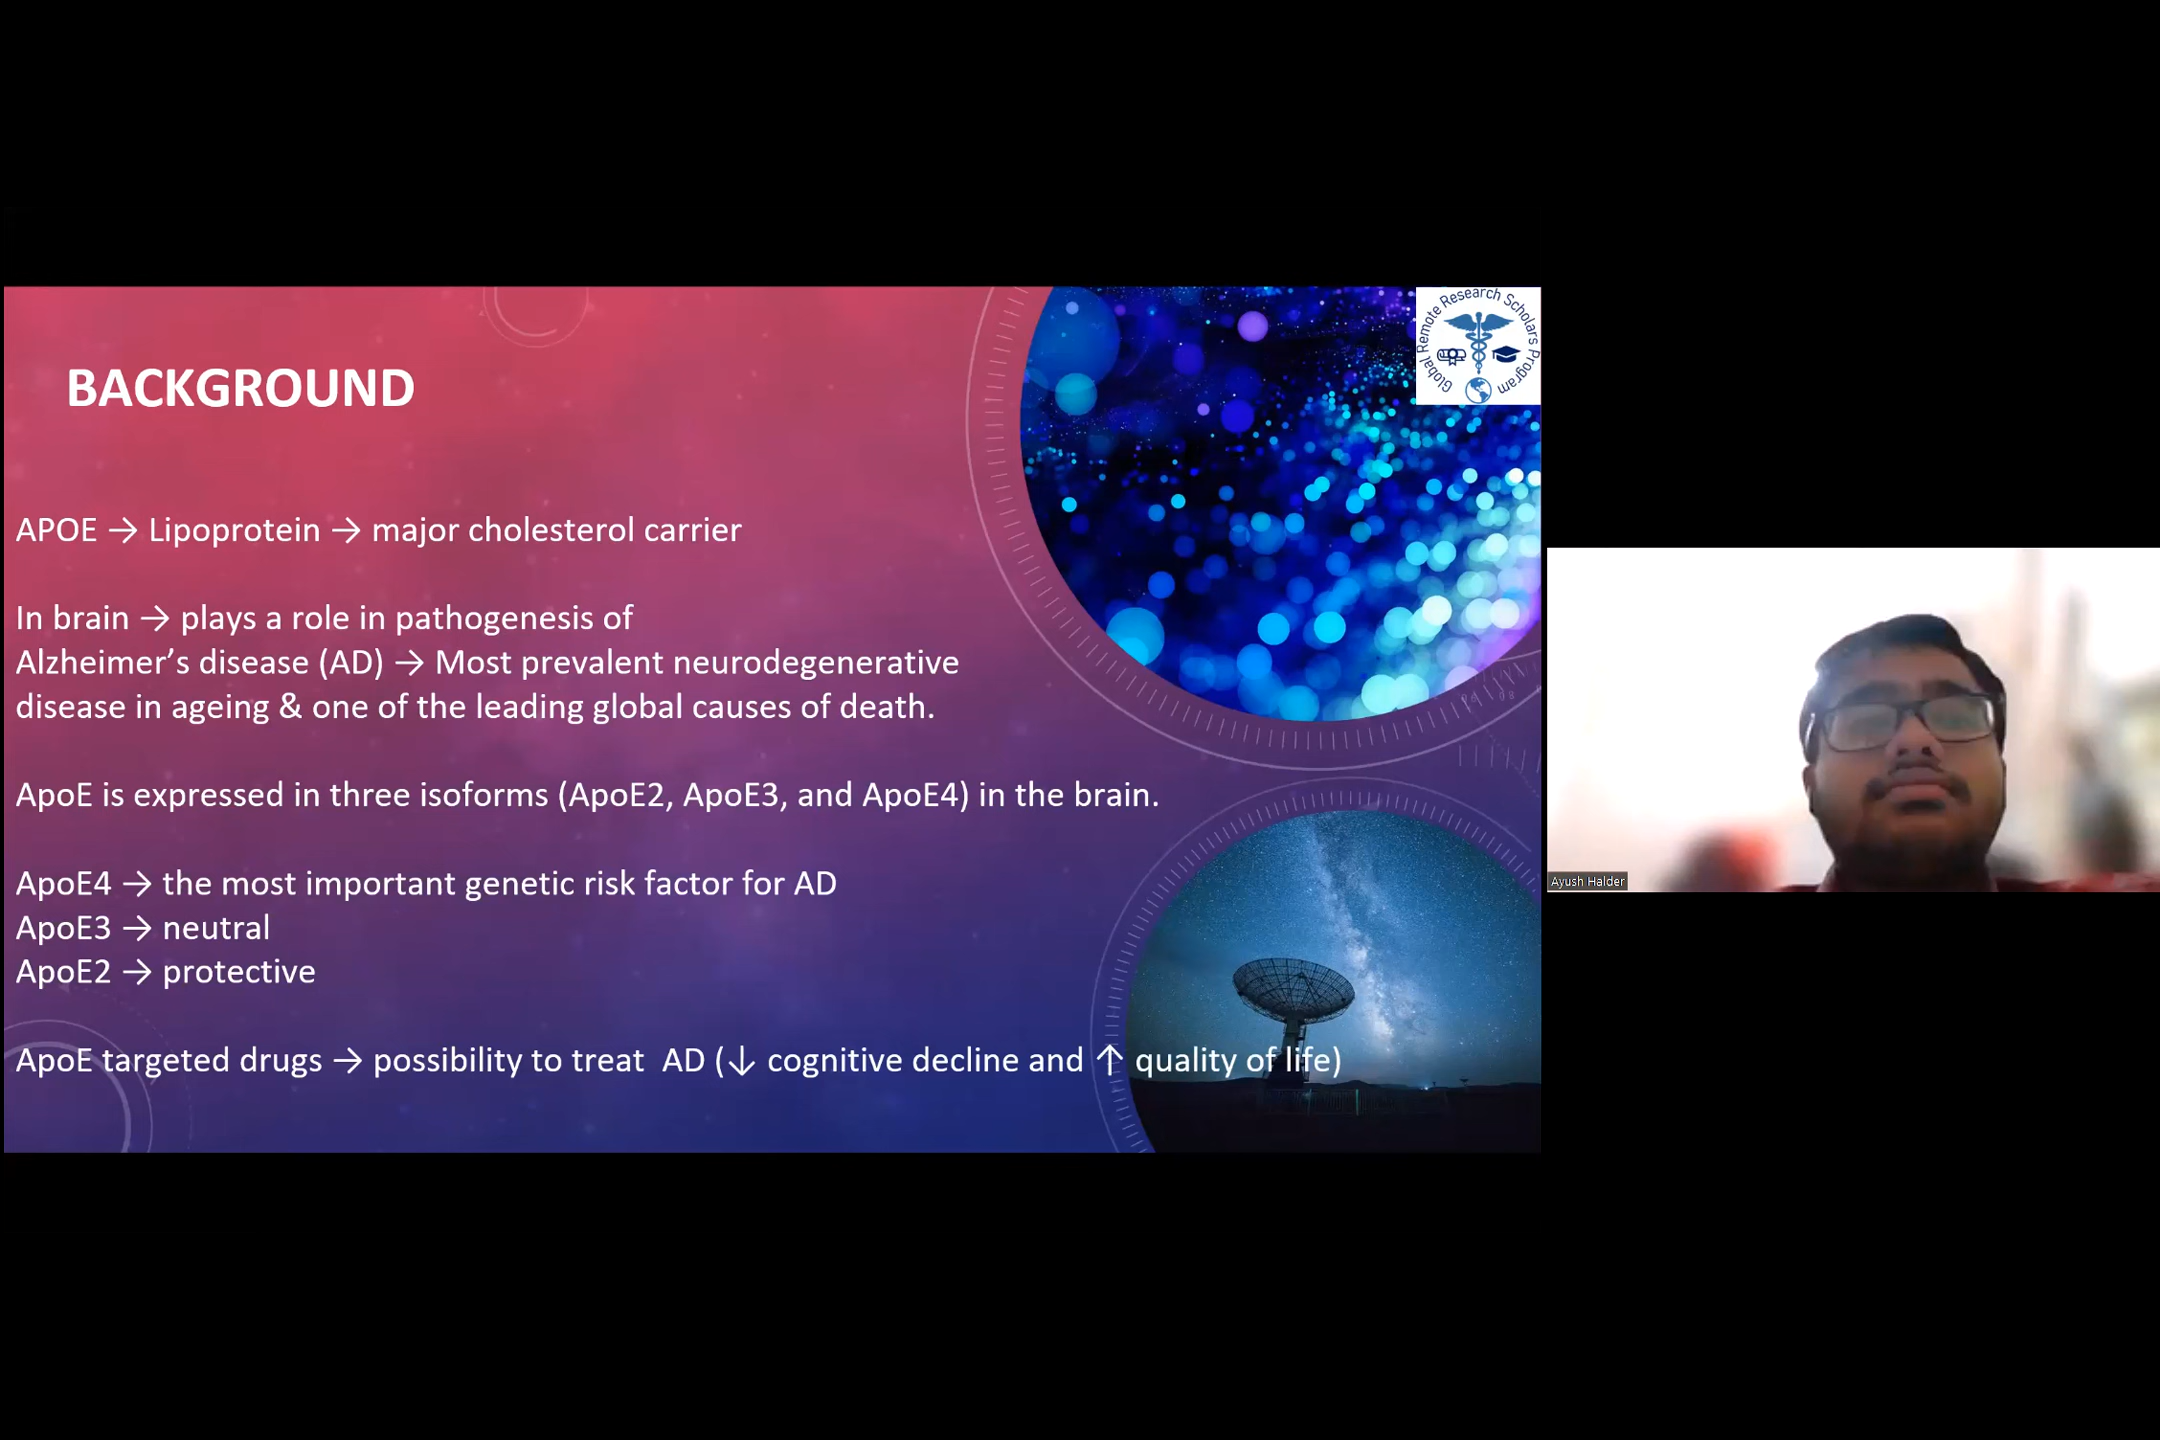 Global Remote Research Scholars Program
BACKGROUND
APOE → Lipoprotein → major cholesterol carrier
In brain → plays a role in pathogenesis of
Alzheimer’s disease (AD) → Most prevalent neurodegenerative
disease in ageing & one of the leading global causes of death.
ApoE is expressed in three isoforms (ApoE2, ApoE3, and ApoE4) in the brain.
ApoE4 → the most important genetic risk factor for AD
ApoE3 → neutral
ApoE2 → protective
ApoE targeted drugs → possibility to treat  AD (↓ cognitive decline and ↑ quality of life)
Ayush Halder